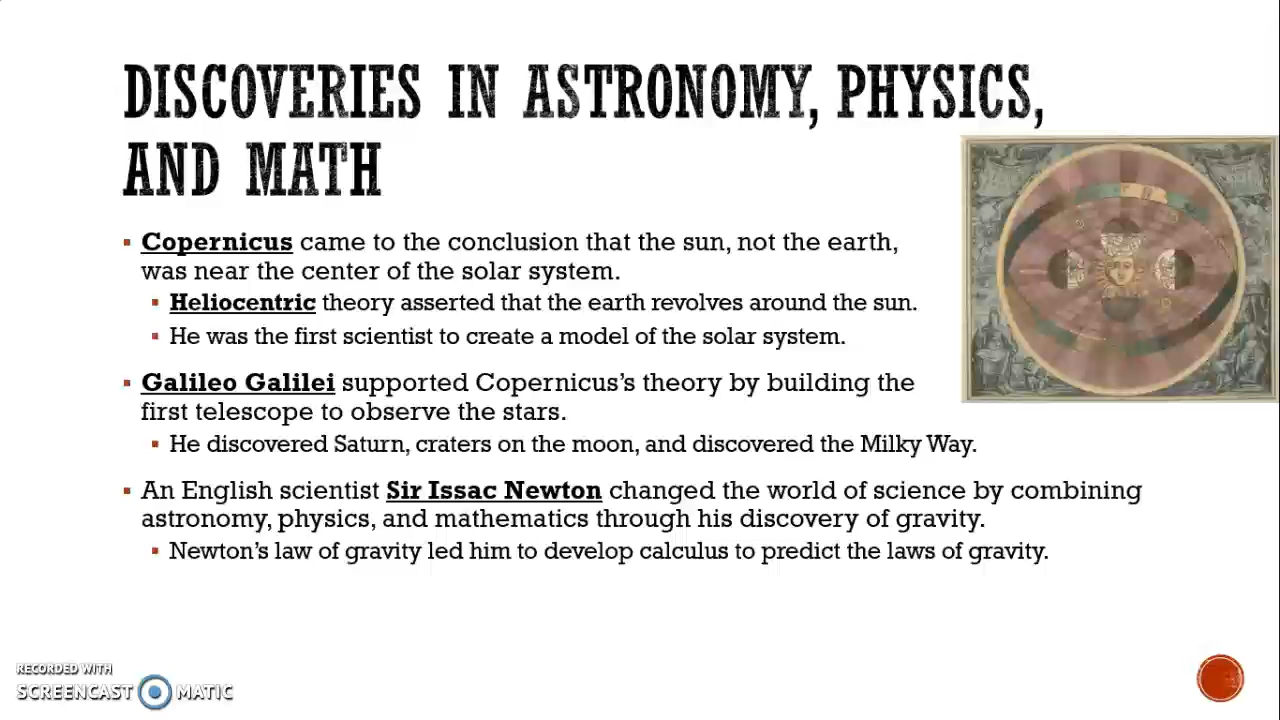 DISCOVERIES IN ASTRONOMY, PHYSICS,
AND MATH
▪ Copernicus came to the conclusion that the sun, not the earth,
was near the center of the solar system.
▪ Heliocentric theory asserted that the earth revolves around the sun.
▪ He was the first scientist to create a model of the solar system.
▪ Galileo Galilei supported Copernicus's theory by building the
first telescope to observe the stars.
▪ He discovered Saturn, craters on the moon, and discovered the Milky Way.
▪ An English scientist Sir Issac Newton changed the world of science by combining
astronomy, physics, and mathematics through his discovery of gravity.
▪ Newton's law of gravity led him to develop calculus to predict the laws of gravity.
RECORDED WITH
SCREENCAST MATIC